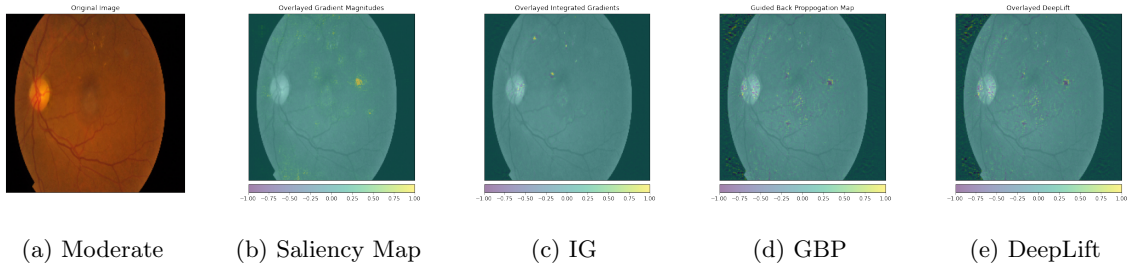 Original Image
Overlayed Gradient Magnitudes
Overlayed Integrated Gradients
Guided Back Proppogation Map
Overlayed DeepLift
−1.00 −0.75 −0.50 −0.25 0.00 0.25 0.50 0.75 1.00
−1.00 −0.75 −0.50 −0.25 0.00 0.25 0.50 0.75 1.00
−1.00 −0.75 −0.50 −0.25 0.00 0.25 0.50 0.75 1.00
−1.00 −0.75 −0.50 −0.25 0.00 0.25 0.50 0.75 1.00
(a) Moderate
(b) Saliency Map
(c) IG
(d) GBP
(e) DeepLift